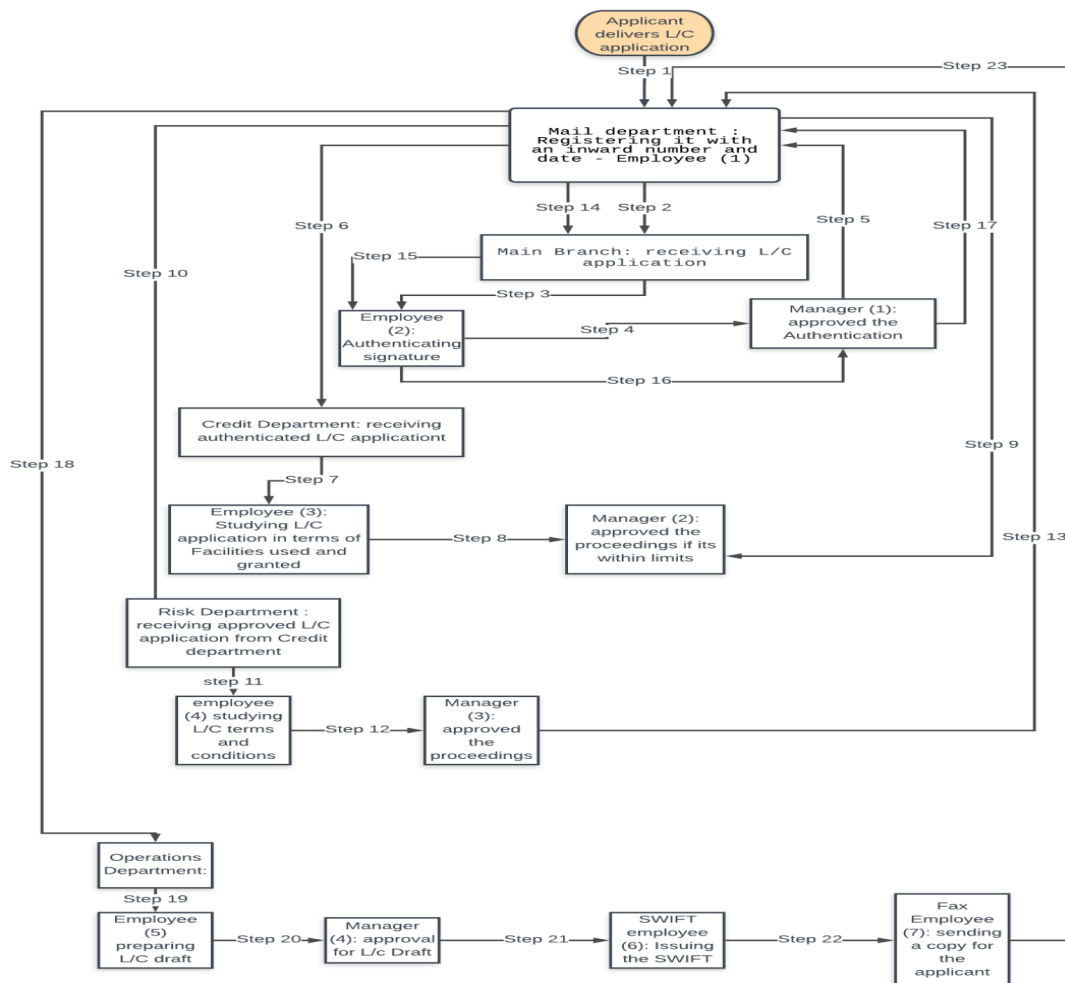 Applicant
delivers L/C
application
Step 1
Step 23
Mail department :
Registering it with
an inward number and
date - Employee (1)
Step 14
Step 2
Step 5
Step 17
Step 6
Step 10
Step 15
Main Branch: receiving L/C
application
Step 3
Employee
(2):
Authenticating
signature
Step 4
Manager (1):
approved the
Authentication
Step 16
Credit Department: receiving
authenticated L/C applicationt
Step 18
Step 9
Step 7
Employee (3):
Studying L/C
application in terms of
Facilities used and
granted
Step 8
Manager (2):
approved the
proceedings if its
within limits
Step 13
Risk Department :
receiving approved L/C
application from Credit
department
step 11
employee
(4) studying
L/C terms
and
conditions
Step 12
Manager
(3):
approved
the
proceedings
Operations
Department:
Step 19
Employee
(5)
preparing
L/C draft
Step 20
Manager
(4): approval
for L/c Draft
Step 21
SWIFT
employee
(6): Issuing
the SWIFT
Step 22
Fax
Employee
(7): sending
a copy for
the
applicant